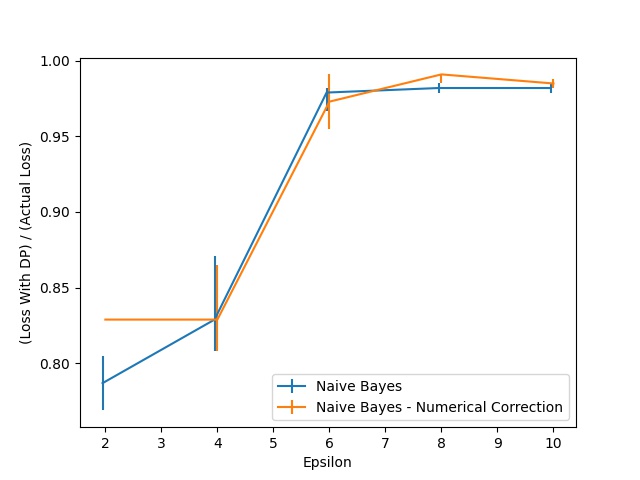 1.00
0.95
0.90
0.85
0.80
(Loss With DP) / (Actual Loss)
Naive Bayes
Naive Bayes - Numerical Correction
2 3 4 5 6 7 8 9 10
Epsilon